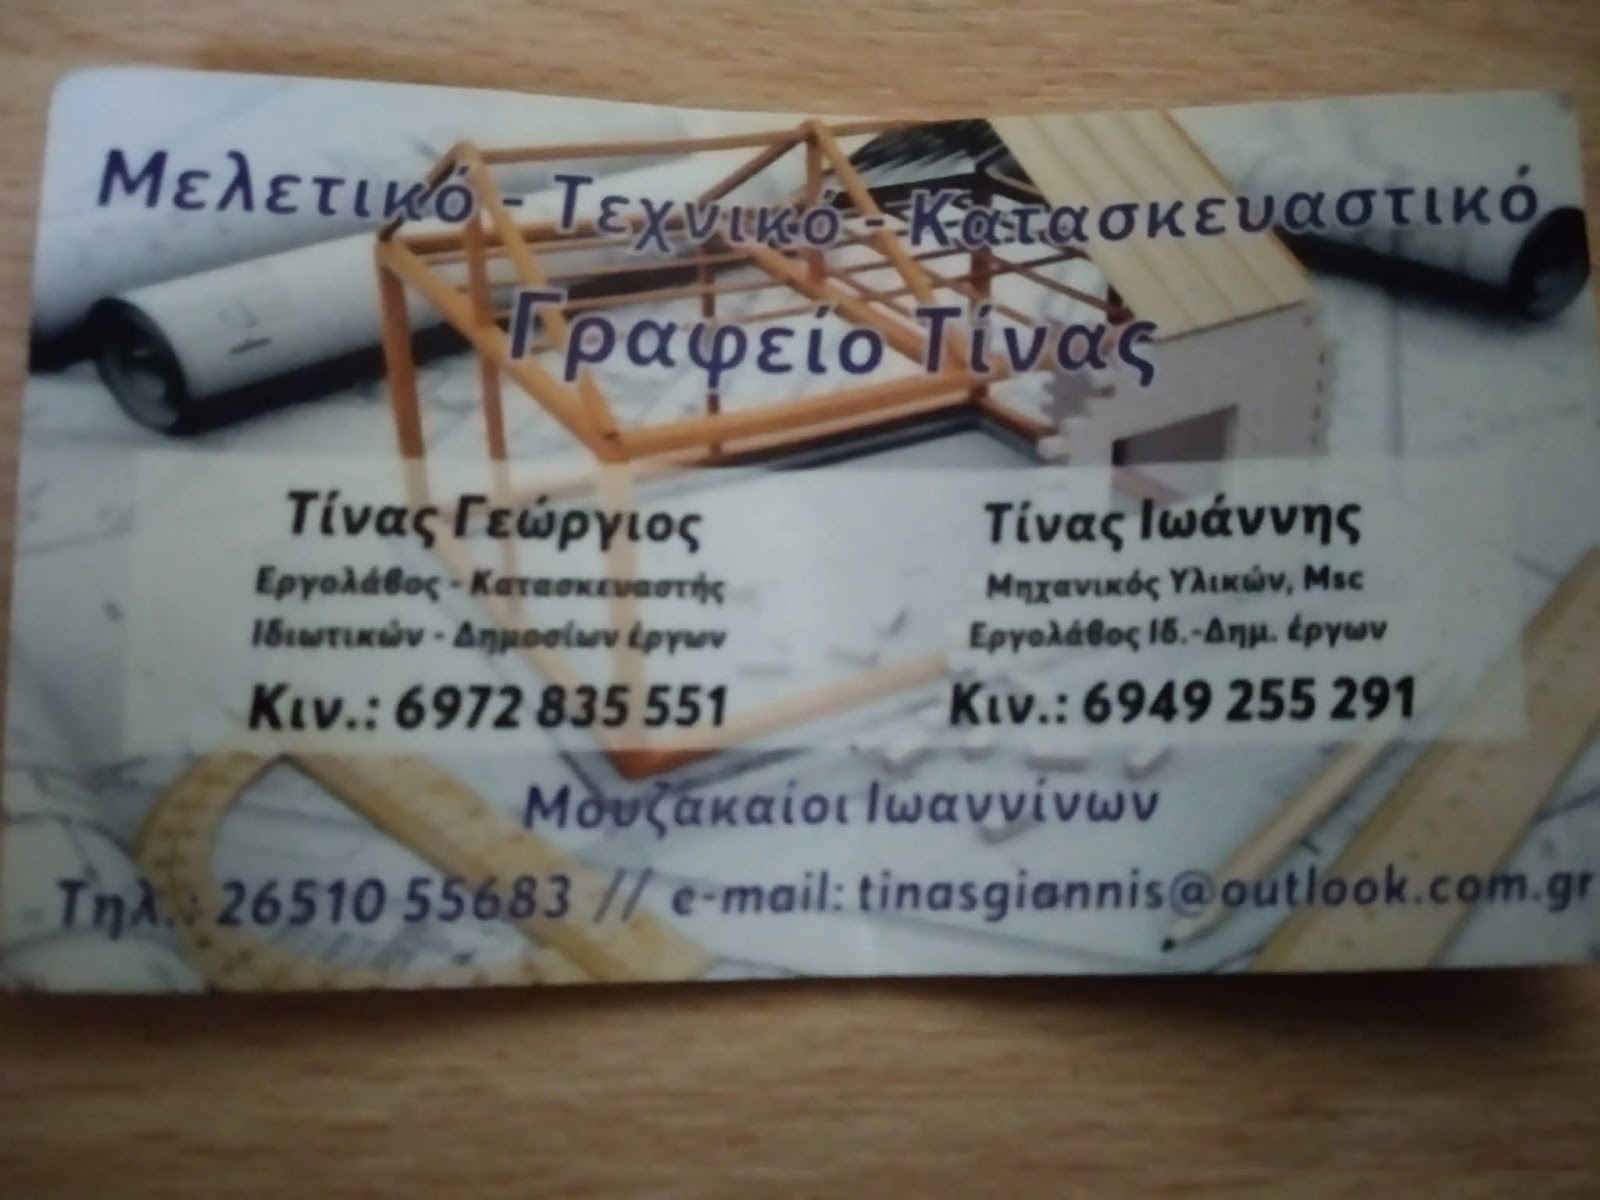 Μελετικό - Τεχνικό - Κατασκευαστικό
Γραφείο Τίνας
Τίνας Γεώργιος
Εργολάβος - Κατασκευαστής
Ιδιωτικών - Δημοσίων έργων
Κιν.: 6972 835 551
Τίνας Ιωάννης
Μηχανικός Υλικών, Msc
Εργολάβος Ιδ.-Δημ. έργων
Κιν.: 6949 255 291
Μουζακαίοι Ιωαννίνων
Τηλ.: 26510 55683 // e-mail: tinasgiannis@outlook.com.gr